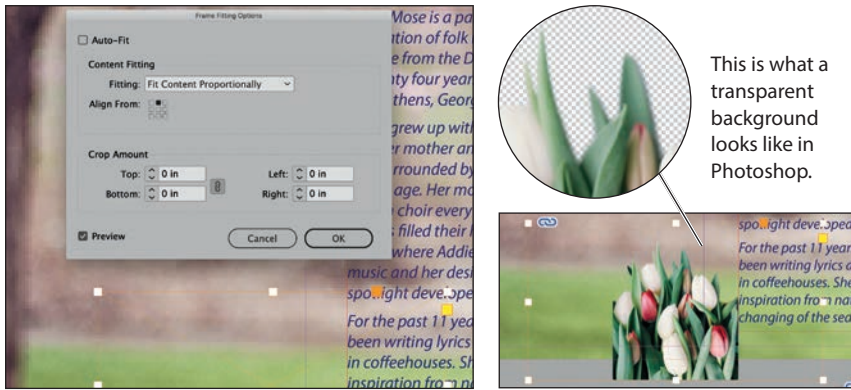 Frame Fitting Options
Auto-Fit
Content Fitting
Fitting: Fit Content Proportionally
Align From:
Crop Amount
Top: 0 in
Left: 0 in
Bottom: 0 in
Right: 0 in
Preview
Cancel
OK
Mose is a pa
tion of folk
e from the D
ty four year
thens, Georg
grew up with
r mother an
rrounded by
age. Her mo
choir every
filled their
where Addie
music and her desi
spotlight develope
For the past 11 yea
been writing lyrics
in coffeehouses. Sh
inspiration from n
This is what a
transparent
background
looks like in
Photoshop.
spotlight developed
For the past 11 year
been writing lyrics a
in coffeehouses. She
inspiration from na
changing of the sea